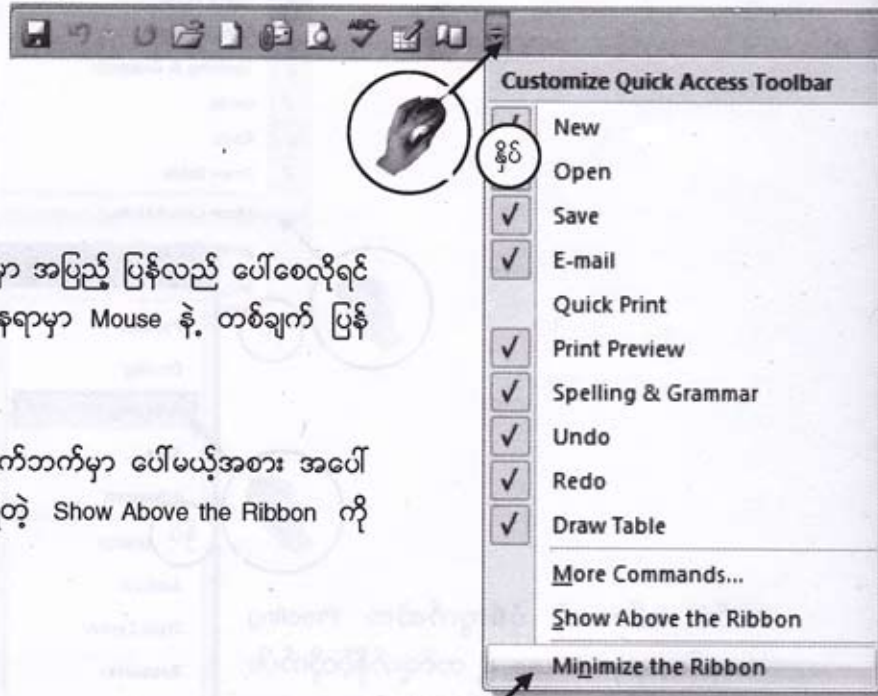 Customize Quick Access Toolbar
New
နှိပ်
Open
Save
E-mail
Quick Print
Print Preview
Spelling & Grammar
Undo
Redo
Draw Table
More Commands...
Show Above the Ribbon
Minimize the Ribbon
မှာ အပြည့် ပြန်လည် ပေါ်စေလိုရင်
နေရာမှာ Mouse နဲ့ တစ်ချက် ပြန်
အောက်ဘက်မှာ ပေါ်မယ့်အစား အပေါ်
Show Above the Ribbon ကို